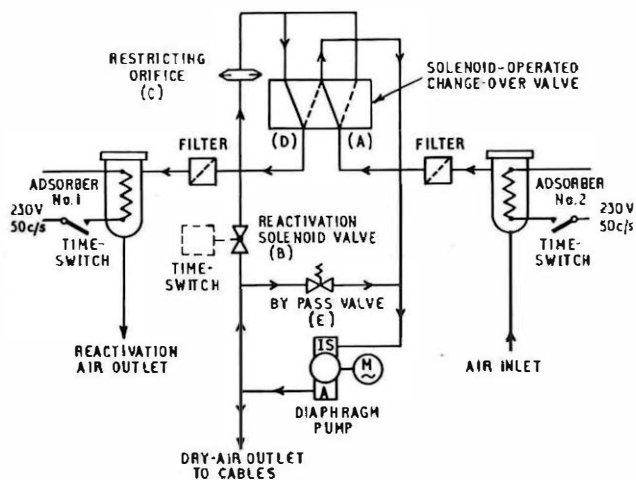 RESTRICTING
ORIFICE
(C)
SOLENOID-OPERATED
CHANGE-OVER VALVE
(D)
(A)
FILTER
FILTER
ADSORBER
No.1
230V
50c/s
TIME-
SWITCH
REACTIVATION
SOLENOID VALVE
(B)
TIME-
SWITCH
ADSORBER
No.2
230V
50c/s
TIME-
SWITCH
BY PASS VALVE
(E)
REACTIVATION
AIR OUTLET
IS
M
A
DIAPHRAGH
PUMP
AIR INLET
DRY-AIR OUTLET
TO CABLES